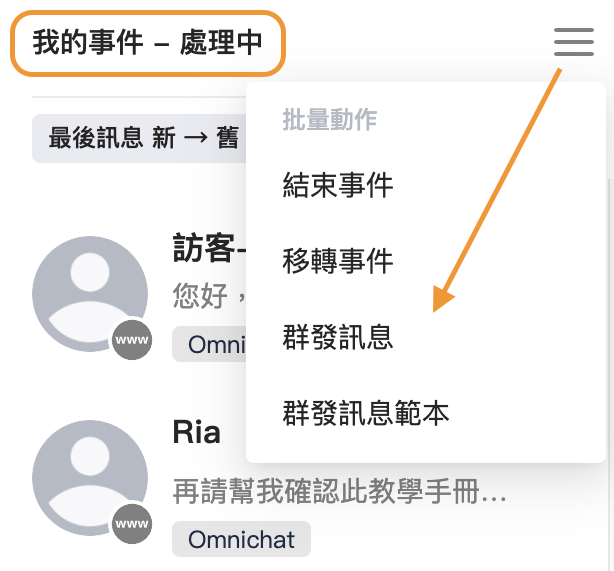 我的事件 – 處理中
批量動作
最後訊息 新 → 舊
結束事件
移轉事件
群發訊息
群發訊息範本
訪客-
您好，
www
Omni
Ria
再請幫我確認此教學手冊...
www
Omnichat